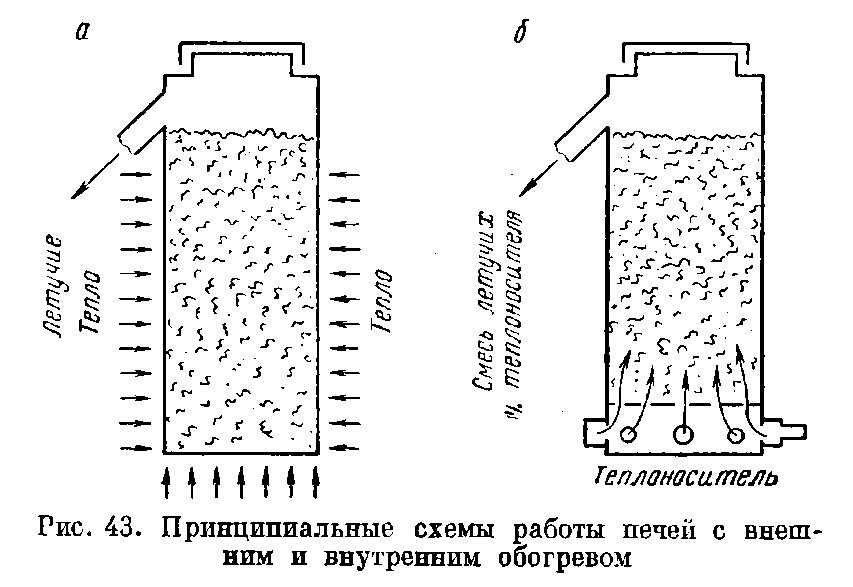 а
б
Летучие
Тепло
Тепло
Смесь летучих
и теплоносителя
Теплоноситель
Рис. 43. Принципиальные схемы работы печей с внеш-
ним и внутренним обогревом